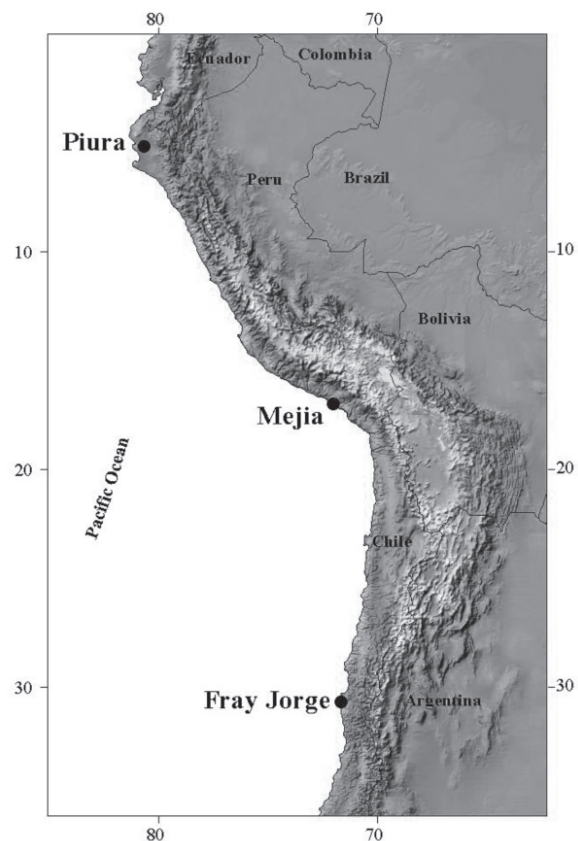 80 70
Ecuador Colombia
Piura
Peru Brazil
10 10
Bolivia
Mejia
20 20
Pacific Ocean
Chile
30 30
Fray Jorge Argentina
80 70